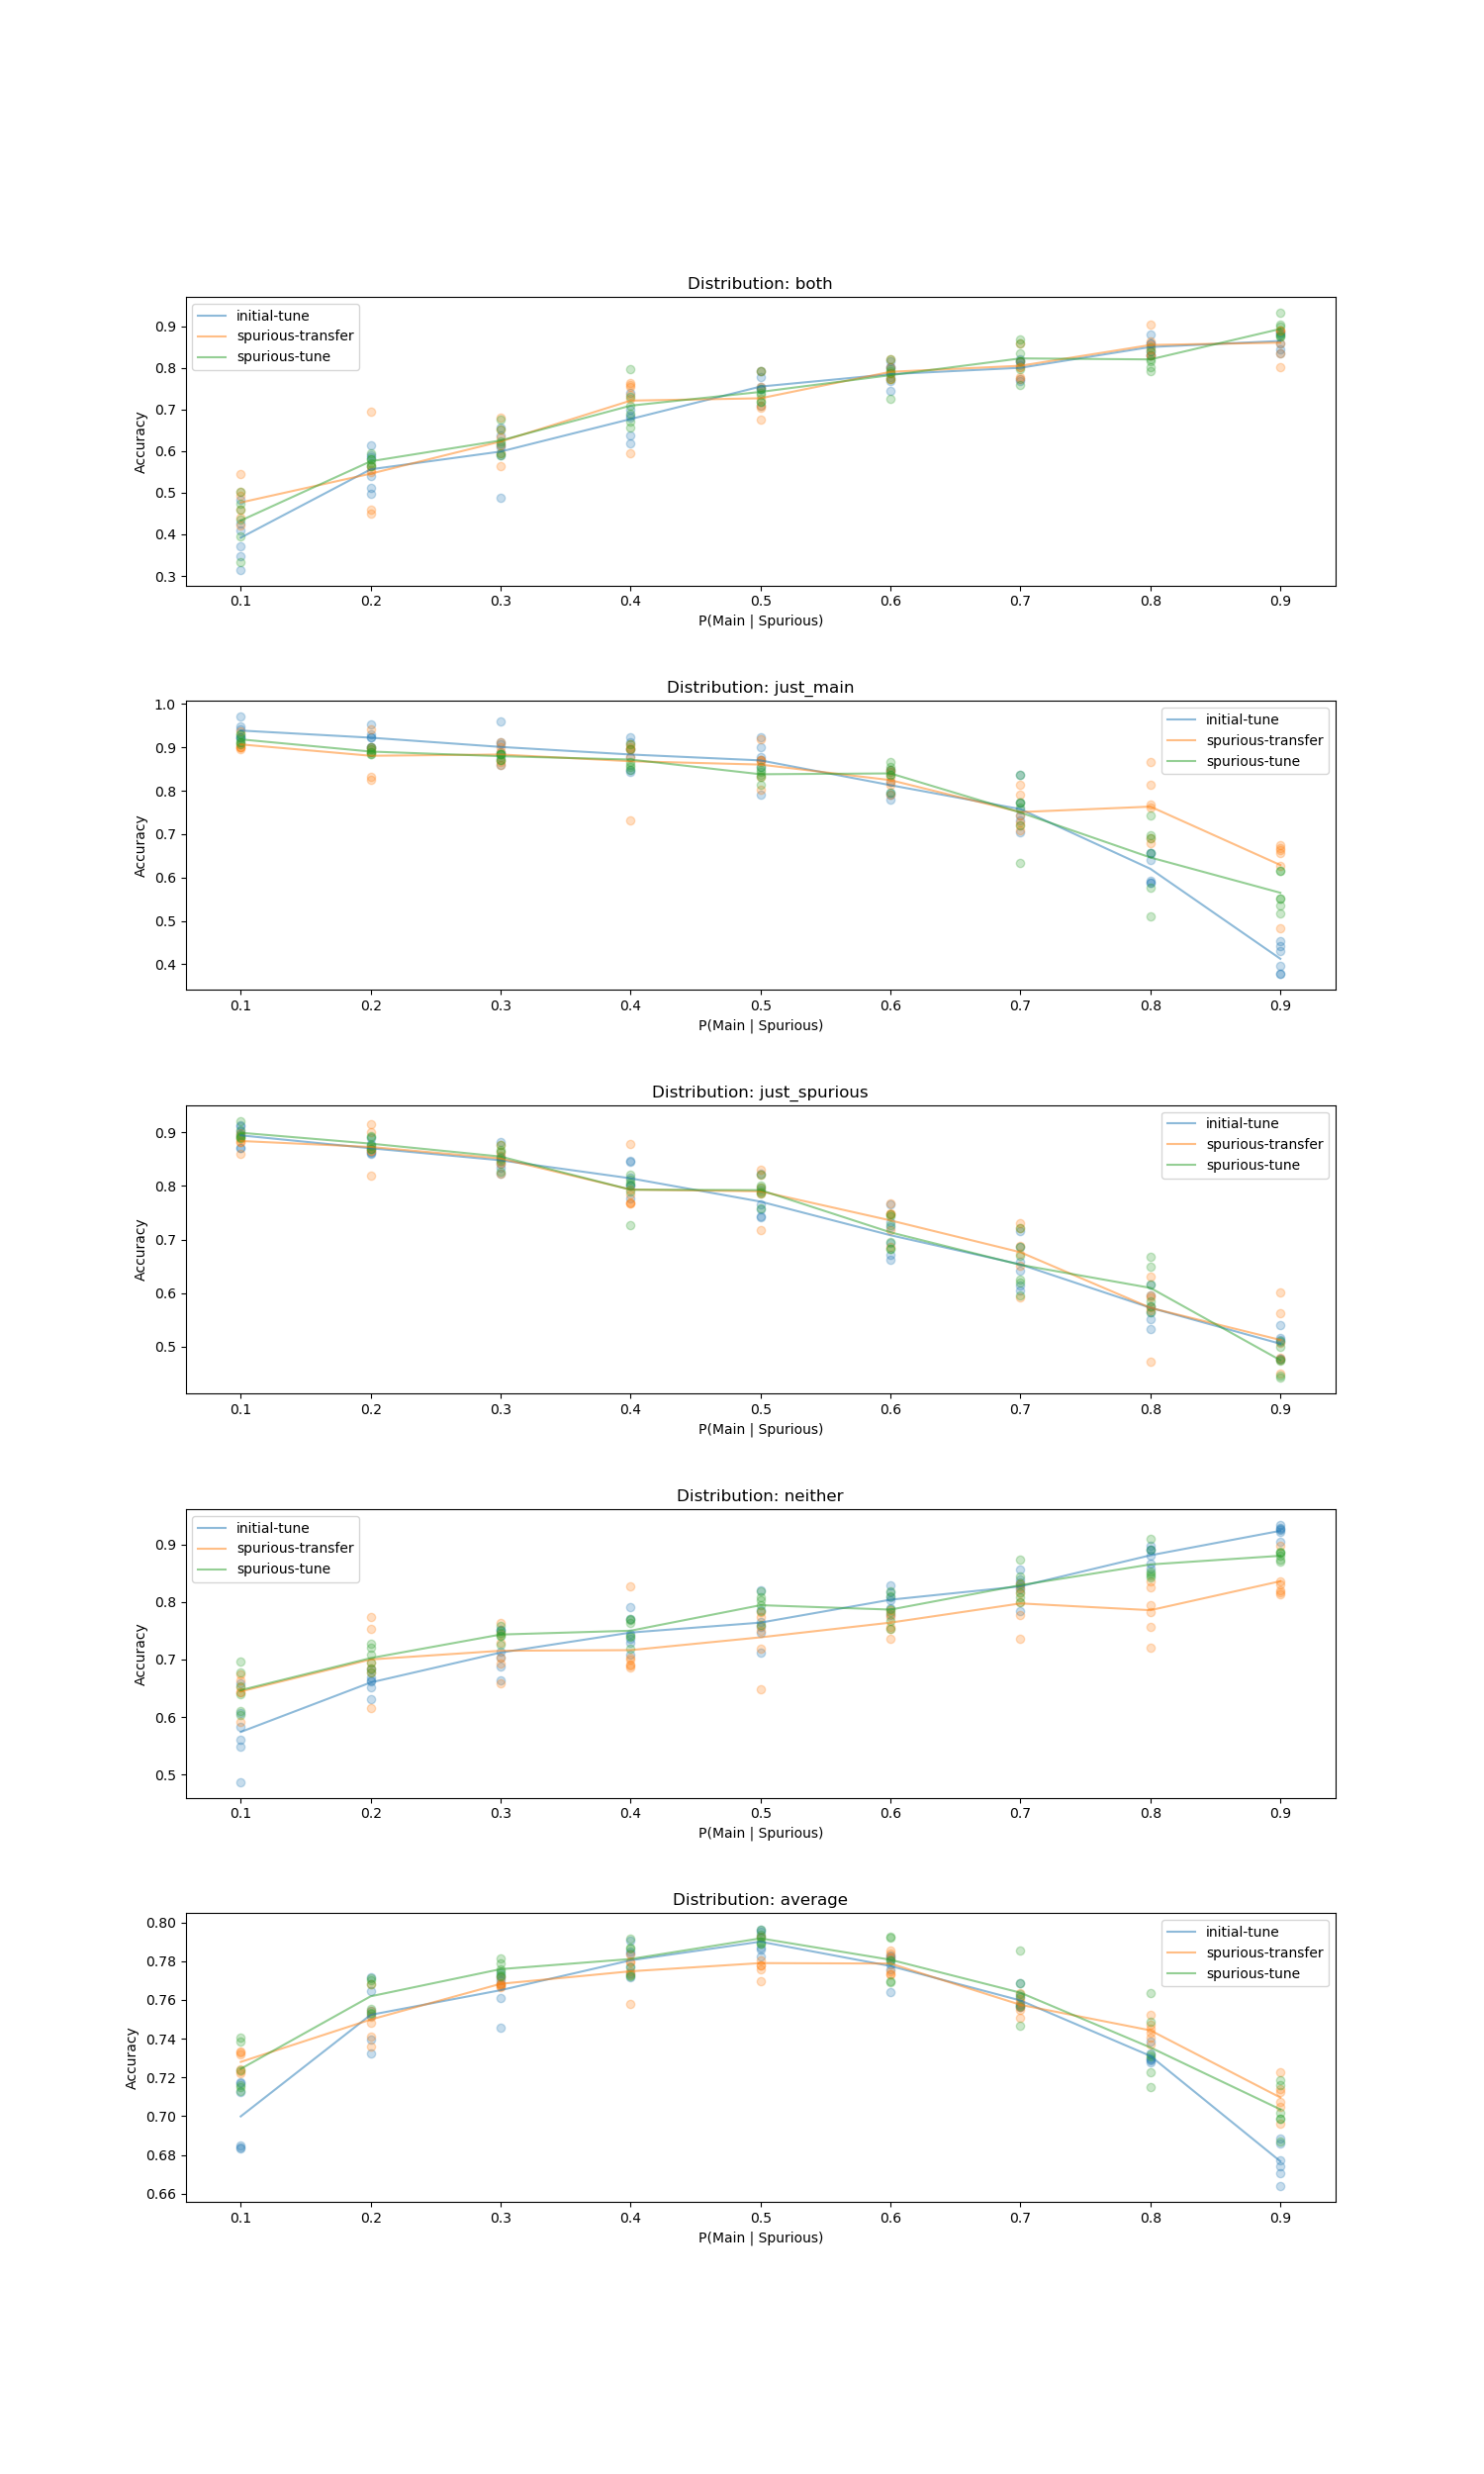 Distribution: both
initial-tune
spurious-transfer
spurious-tune
Accuracy
0.9
0.8
0.7
0.6
0.5
0.4
0.3
0.1 0.2 0.3 0.4 0.5 0.6 0.7 0.8 0.9
P(Main | Spurious)
Distribution: just_main
initial-tune
spurious-transfer
spurious-tune
Accuracy
1.0
0.9
0.8
0.7
0.6
0.5
0.4
0.1 0.2 0.3 0.4 0.5 0.6 0.7 0.8 0.9
P(Main | Spurious)
Distribution: just_spurious
initial-tune
spurious-transfer
spurious-tune
Accuracy
0.9
0.8
0.7
0.6
0.5
0.1 0.2 0.3 0.4 0.5 0.6 0.7 0.8 0.9
P(Main | Spurious)
Distribution: neither
initial-tune
spurious-transfer
spurious-tune
Accuracy
0.9
0.8
0.7
0.6
0.5
0.1 0.2 0.3 0.4 0.5 0.6 0.7 0.8 0.9
P(Main | Spurious)
Distribution: average
initial-tune
spurious-transfer
spurious-tune
Accuracy
0.80
0.78
0.76
0.74
0.72
0.70
0.68
0.66
0.1 0.2 0.3 0.4 0.5 0.6 0.7 0.8 0.9
P(Main | Spurious)